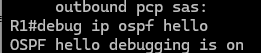 outbound pcp sas:
R1#debug ip ospf hello
OSPF hello debugging is on